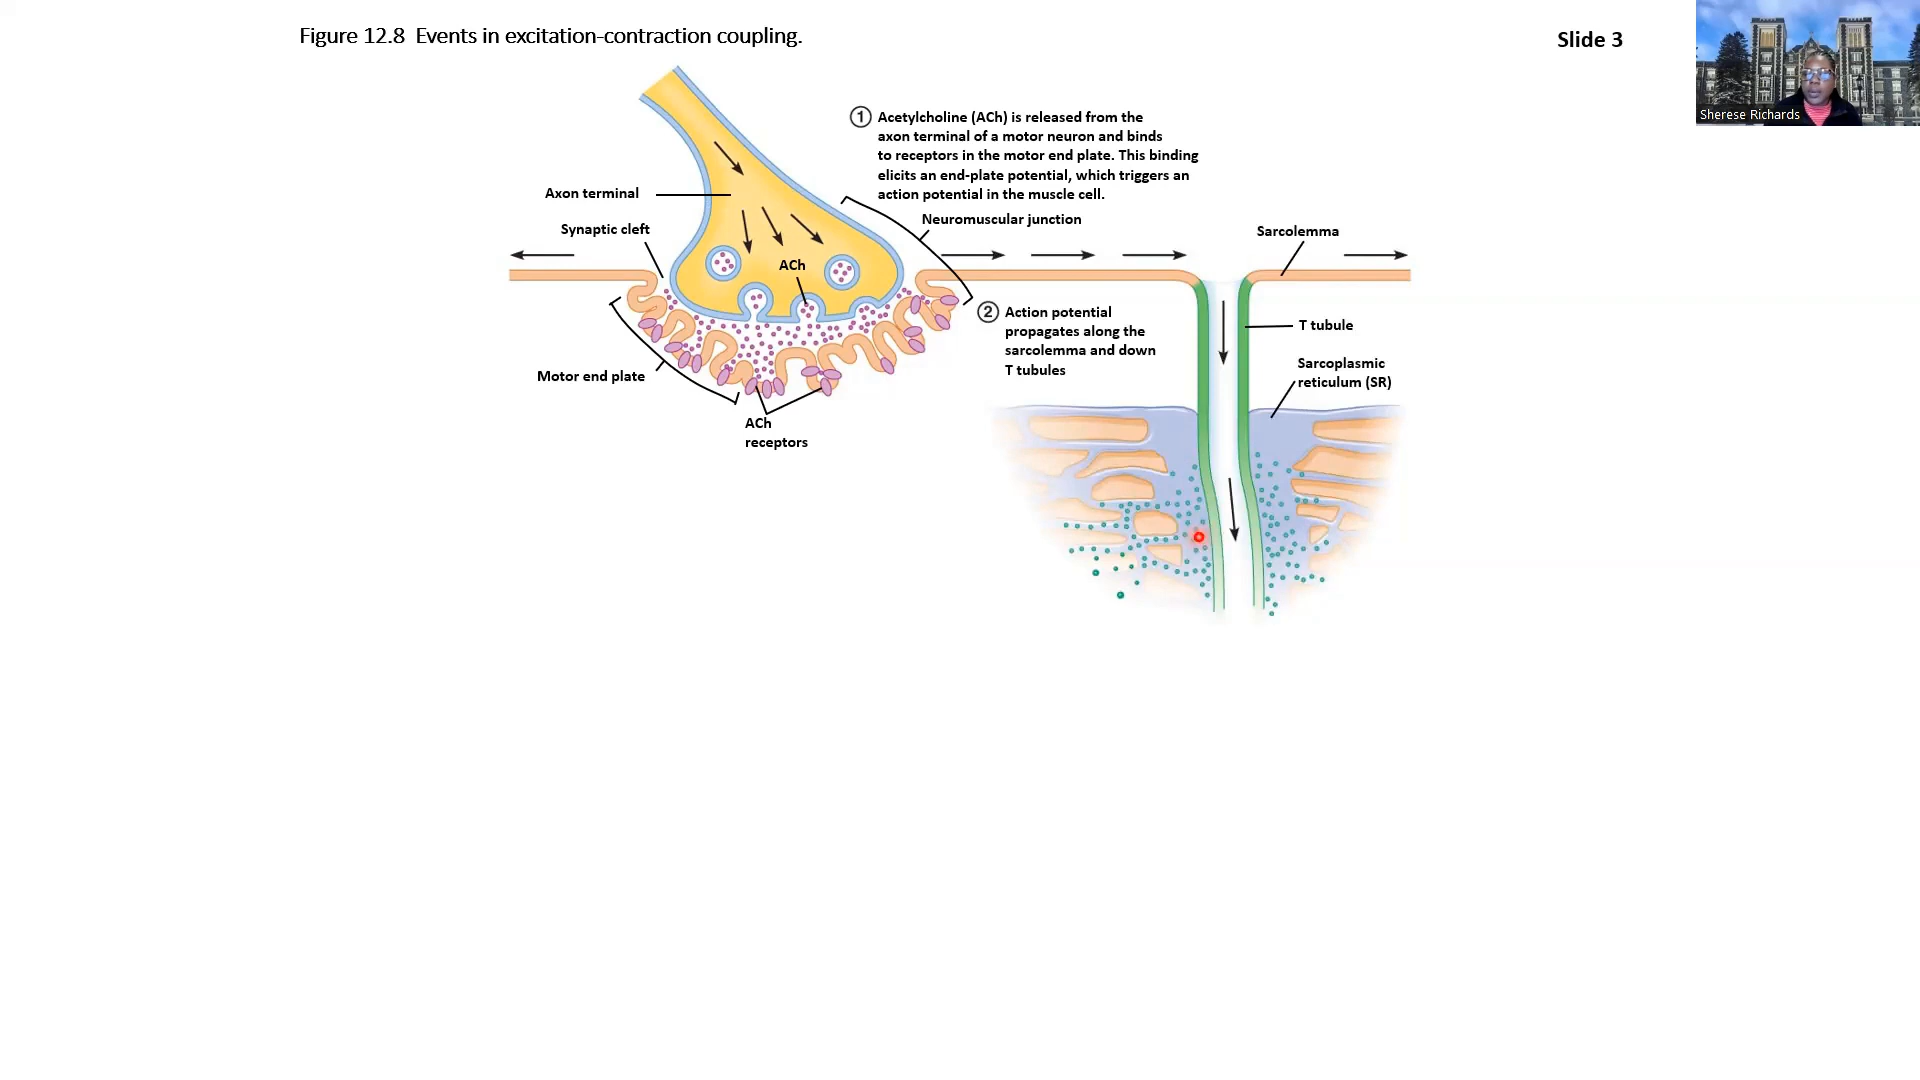 Figure 12.8 Events in excitation-contraction coupling.
Slide 3
Sherese Richards
1 Acetylcholine (ACh) is released from the
axon terminal of a motor neuron and binds
to receptors in the motor end plate. This binding
elicits an end-plate potential, which triggers an
action potential in the muscle cell.
Axon terminal
Neuromuscular junction
Synaptic cleft
Sarcolemma
ACh
2 Action potential
propagates along the
sarcolemma and down
T tubules
T tubule
Sarcoplasmic
reticulum (SR)
Motor end plate
ACh
receptors